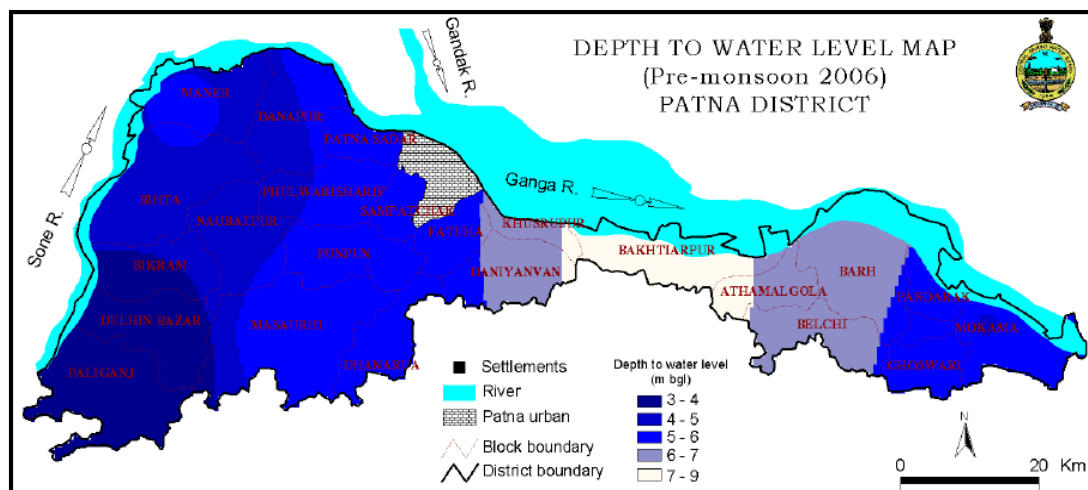 DEPTH TO WATER LEVEL MAP
(Pre-monsoon 2006)
PATNA DISTRICT
Gandak R.
Sone R.
Ganga R.
MANER
DANAPUR
PATNA SADAR
BIHTA
PHULWARISHARIF
NAUBATPUR
SAMPATCHAK
FATUHA
KHUSRUPUR
BIKRAM
PUNPUN
DANIYANVAN
BAKHTIARPUR
BARH
ATHAMALGOLA
PANDARAK
DULHIN BAZAR
MASAURHI
BELCHI
MOKAMA
PALIGANJ
DHANARUA
GHOSWARI
Settlements
River
Patna urban
Block boundary
District boundary
Depth to water level
(m bgl)
3 - 4
4 - 5
5 - 6
6 - 7
7 - 9
N
0 20 Km